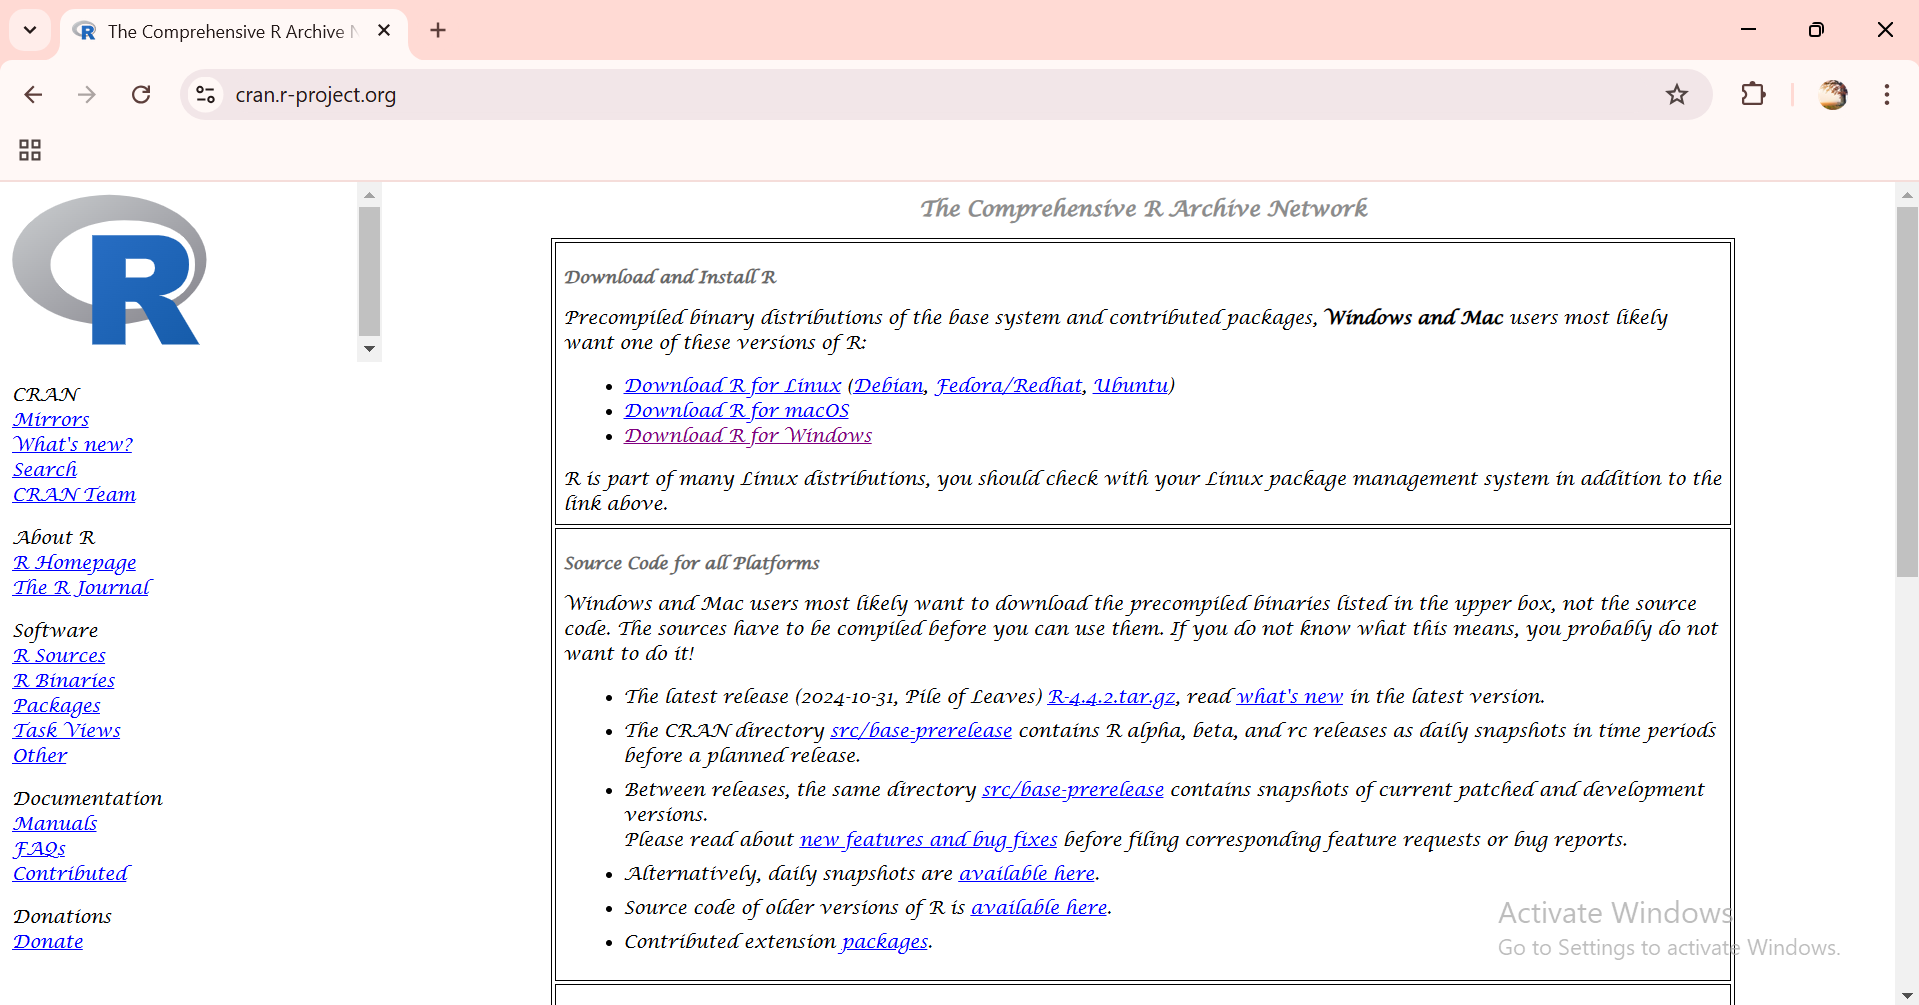 The Comprehensive R Archive N
cran.r-project.org
R
CRAN
Mirrors
What's new?
Search
CRAN Team
About R
R Homepage
The R Journal
Software
R Sources
R Binaries
Packages
Task Views
Other
Documentation
Manuals
FAQs
Contributed
Donations
Donate
The Comprehensive R Archive Network
Download and Install R
Precompiled binary distributions of the base system and contributed packages, Windows and Mac users most likely
want one of these versions of R:
Download R for Linux (Debian, Fedora/Redhat, Ubuntu)
Download R for macOS
Download R for Windows
R is part of many Linux distributions, you should check with your Linux package management system in addition to the
link above.
Source Code for all Platforms
Windows and Mac users most likely want to download the precompiled binaries listed in the upper box, not the source
code. The sources have to be compiled before you can use them. If you do not know what this means, you probably do not
want to do it!
The latest release (2024-10-31, Pile of Leaves) R-4.4.2.tar.gz, read what's new in the latest version.
The CRAN directory src/base-prerelease contains R alpha, beta, and rc releases as daily snapshots in time periods
before a planned release.
Between releases, the same directory src/base-prerelease contains snapshots of current patched and development
versions.
Please read about new features and bug fixes before filing corresponding feature requests or bug reports.
Alternatively, daily snapshots are available here.
Source code of older versions of R is available here.
Contributed extension packages.
Activate Windows
Go to Settings to activate Windows.